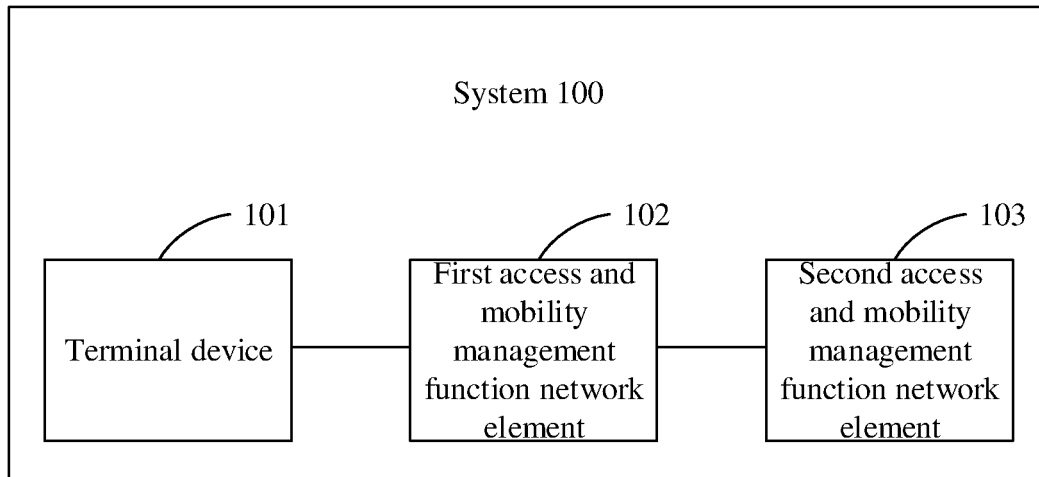 System 100
101
102
103
Terminal device
First access and
mobility
management
function network
element
Second access
and mobility
management
function network
element